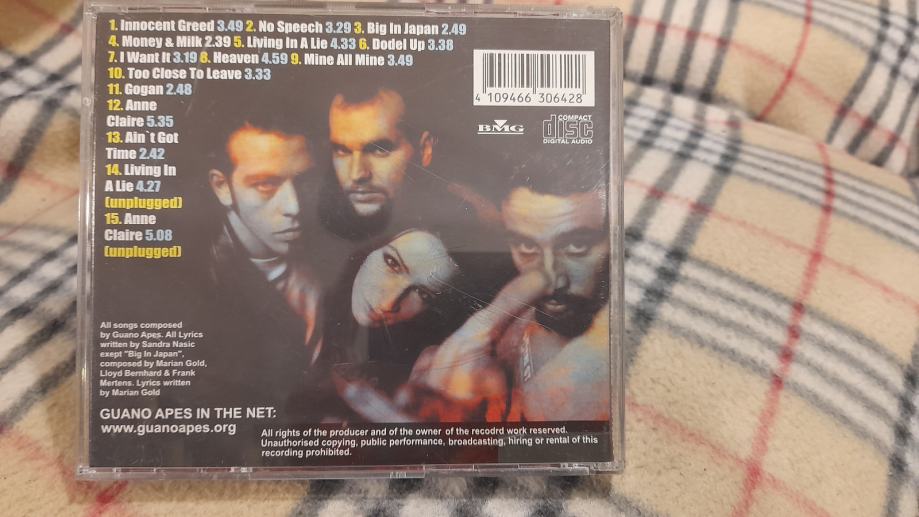 1. Innocent Greed 3.49 2. No Speech 3.29 3. Big In Japan 2.49
4. Money & Milk 2.39 5. Living In A Lie 4.33 6. Dodel Up 3.38
7. I Want It 3.19 8. Heaven 4.59 9. Mine All Mine 3.49
10. Too Close To Leave 3.33
11. Gogan 2.48
12. Anne
Claire 5.35
13. Ain`t Got
Time 2.42
14. Living In
A Lie 4.27
(unplugged)
15. Anne
Claire 5.08
(unplugged)
4 109466 306428
BMG
COMPACT
disc
DIGITAL AUDIO
All songs composed
by Guano Apes. All Lyrics
written by Sandra Nasic
exept "Big In Japan",
composed by Marian Gold,
Lloyd Bernhard & Frank
Mertens. Lyrics written
by Marian Gold
GUANO APES IN THE NET:
www.guanoapes.org
All rights of the producer and of the owner of the recodrd work reserved.
Unauthorised copying, public performance, broadcasting, hiring or rental of this
recording prohibited.